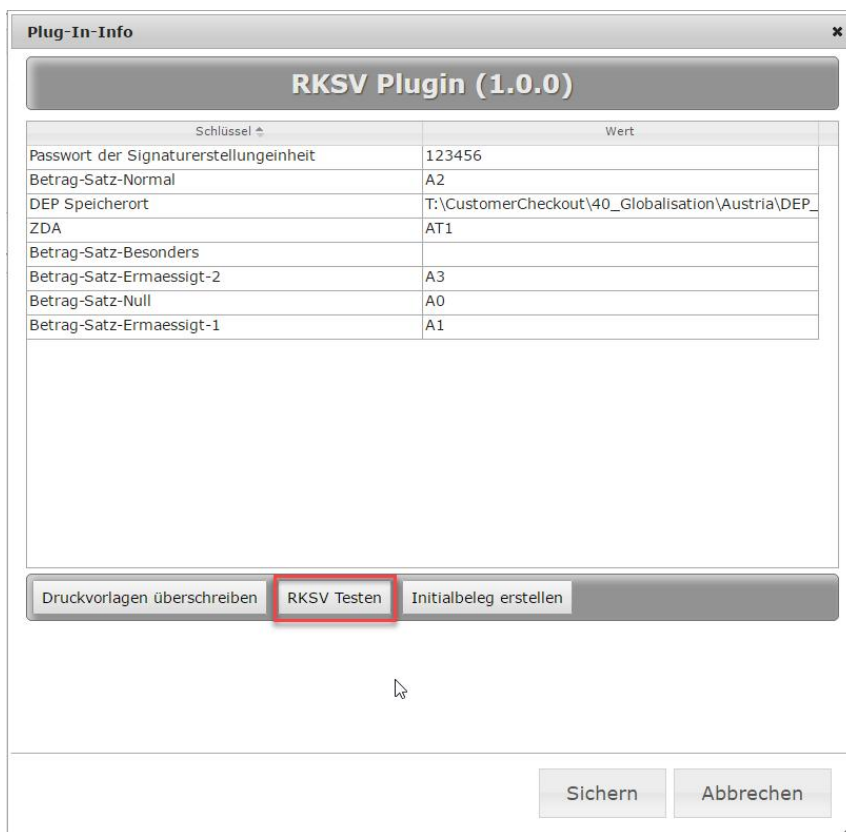 Plug-In-Info
RKSV Plugin (1.0.0)
Schlüssel Wert
Passwort der Signaturerstellungeinheit 123456
Betrag-Satz-Normal A2
DEP Speicherort T:\CustomerCheckout\40_Globalisation\Austria\DEP_
ZDA AT1
Betrag-Satz-Besonders
Betrag-Satz-Ermaessigt-2 A3
Betrag-Satz-Null A0
Betrag-Satz-Ermaessigt-1 A1
Druckvorlagen überschreiben RKSV Testen Initialbeleg erstellen
Sichern Abbrechen